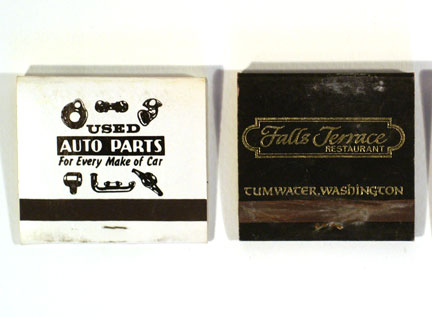 USED
AUTO PARTS
For Every Make of Car
Falls Terrace
RESTAURANT
TUMWATER, WASHINGTON